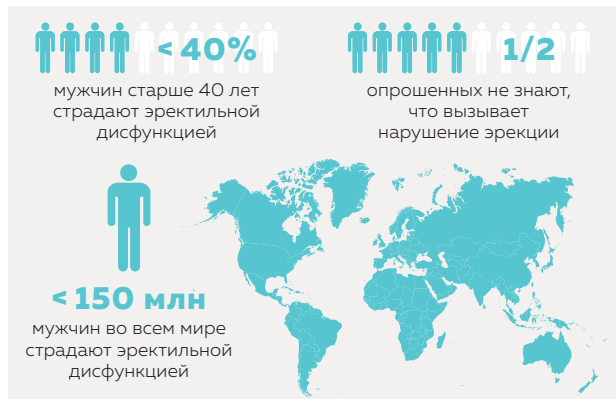 < 40%
мужчин старше 40 лет
страдают эректильной
дисфункцией
1/2
опрошенных не знают,
что вызывает
нарушение эрекции
< 150 млн
мужчин во всем мире
страдают эректильной
дисфункцией